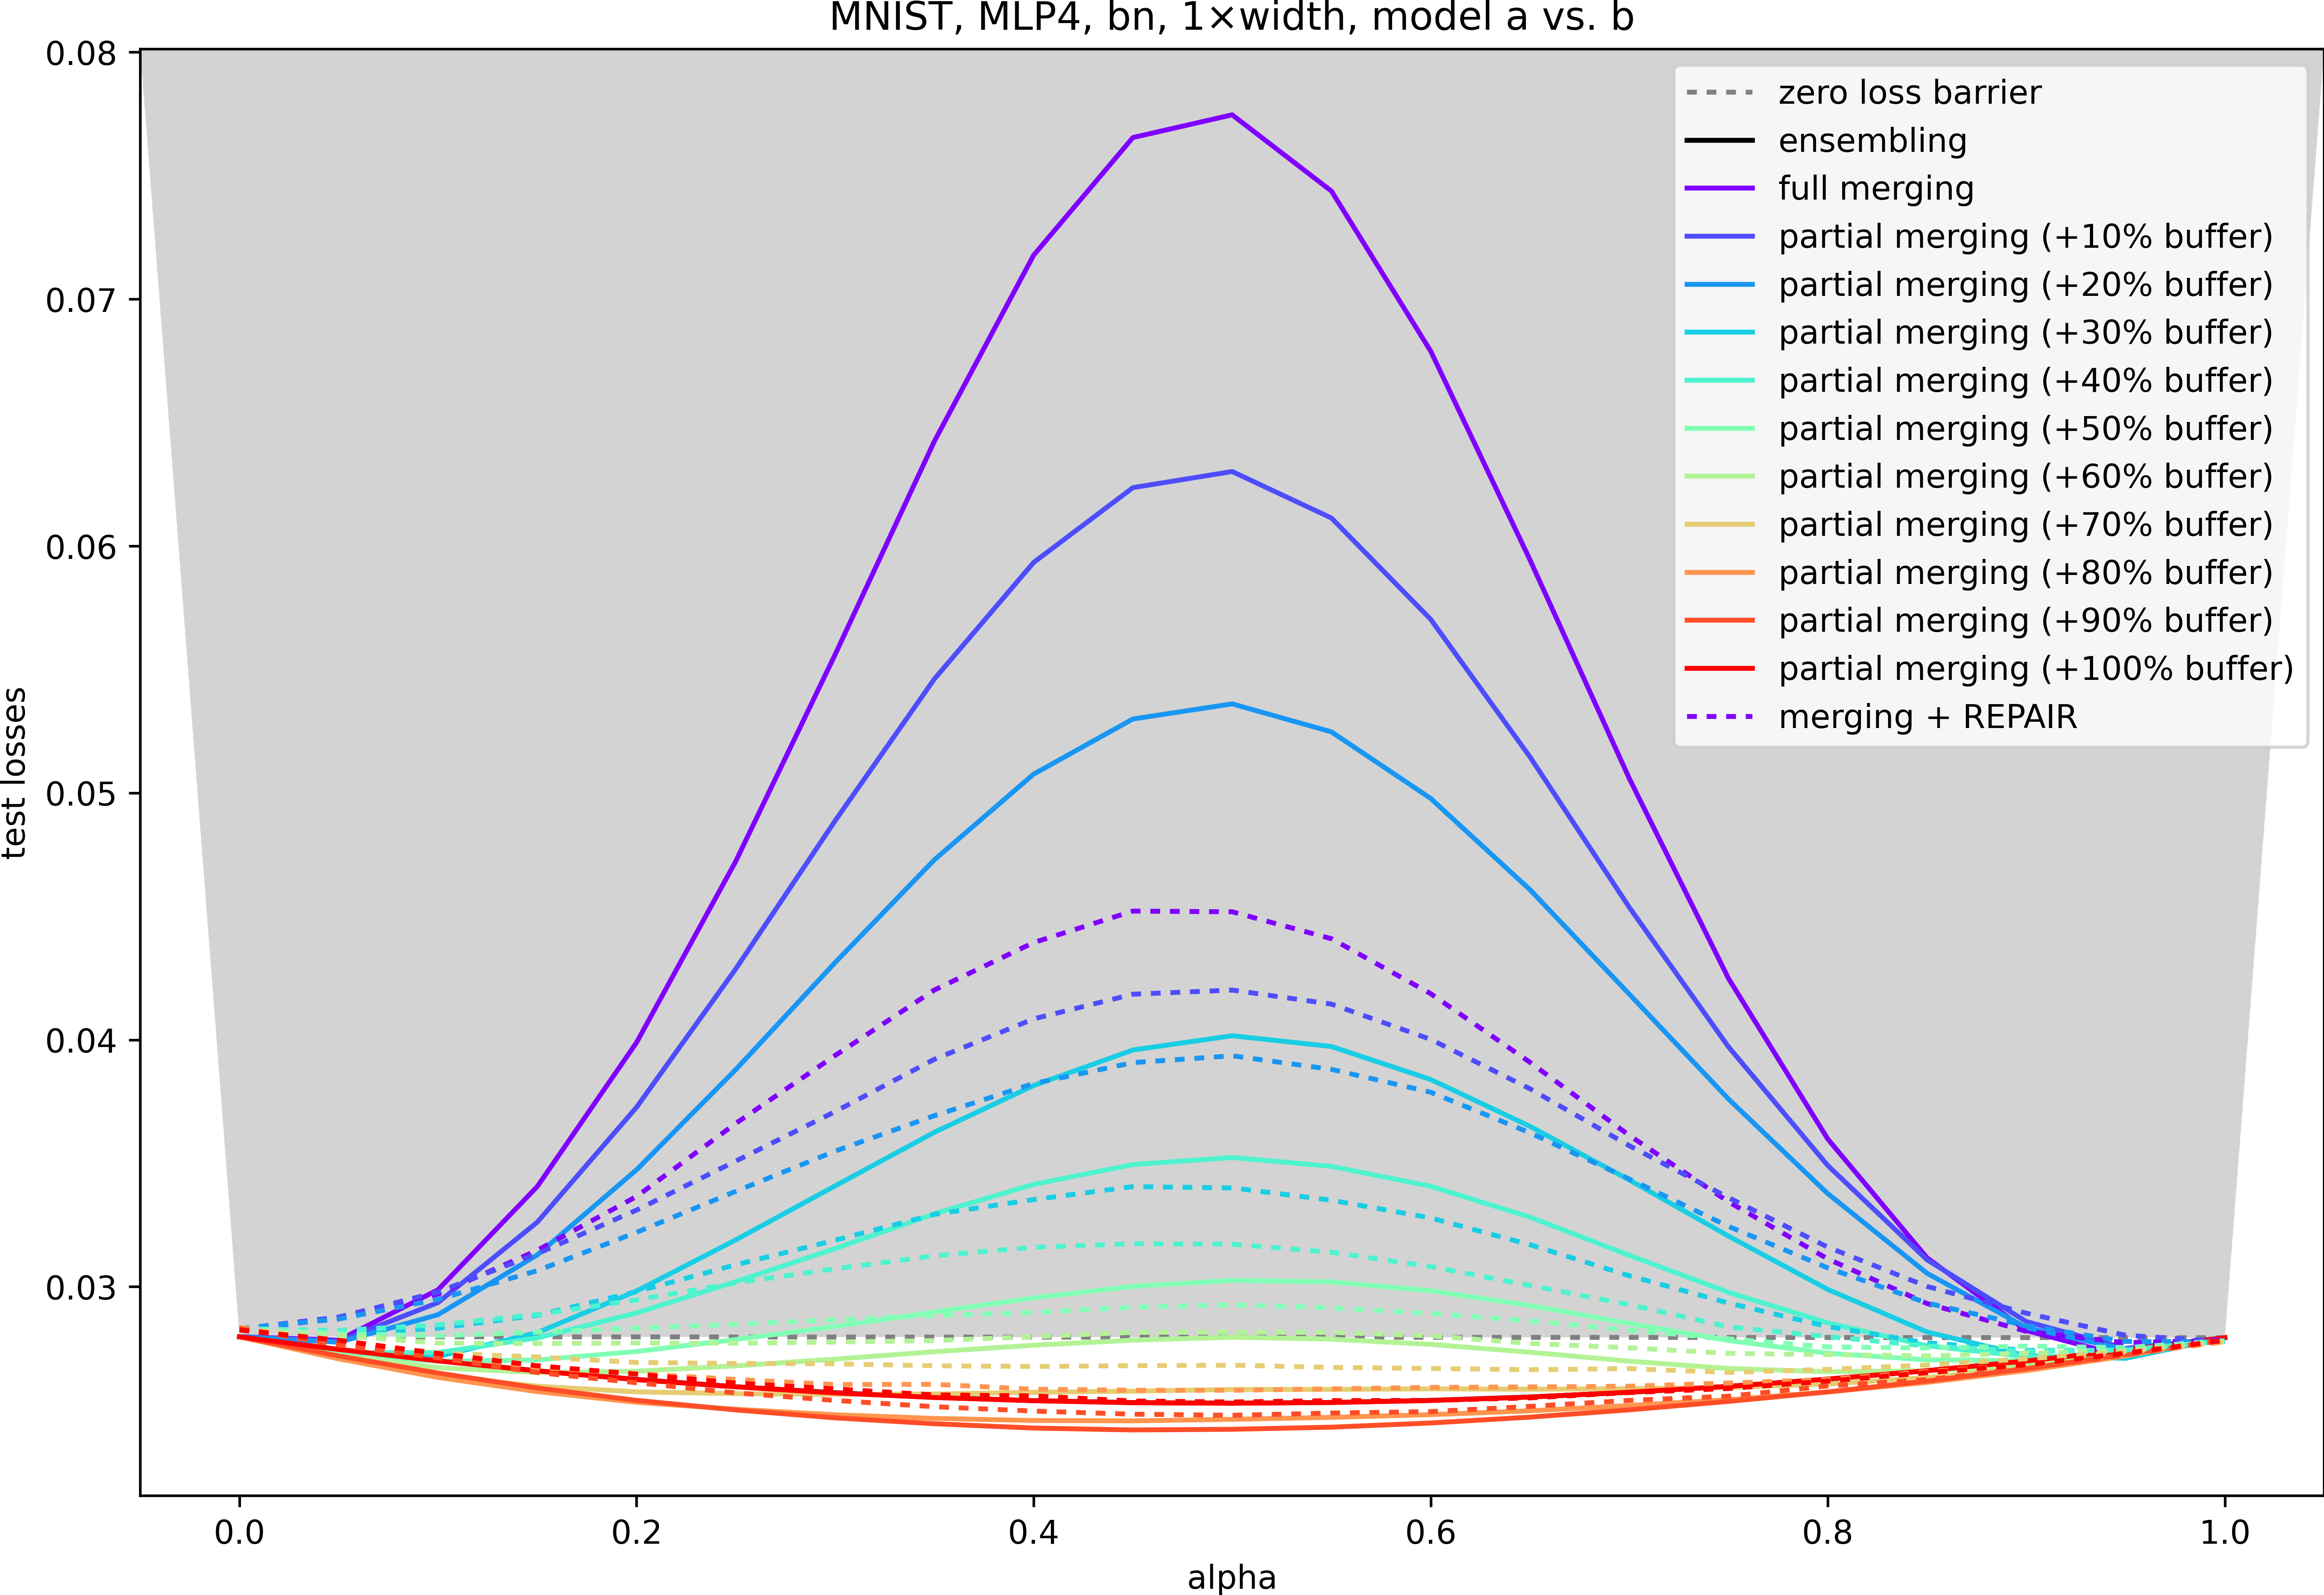 MNIST, MLP4, bn, 1×width, model a vs. b
0.08
0.07
0.06
0.05
0.04
0.03
test losses
zero loss barrier
ensembling
full merging
partial merging (+10% buffer)
partial merging (+20% buffer)
partial merging (+30% buffer)
partial merging (+40% buffer)
partial merging (+50% buffer)
partial merging (+60% buffer)
partial merging (+70% buffer)
partial merging (+80% buffer)
partial merging (+90% buffer)
partial merging (+100% buffer)
merging + REPAIR
0.0 0.2 0.4 0.6 0.8 1.0
alpha